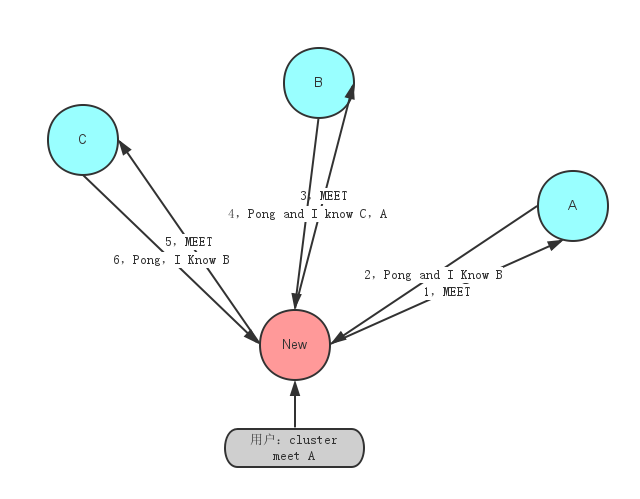 B
C
3, MEET
A
4, Pong and I know C, A
5, MEET
6, Pong, I Know B
2, Pong and I Know B
1, MEET
New
用户: cluster
meet A